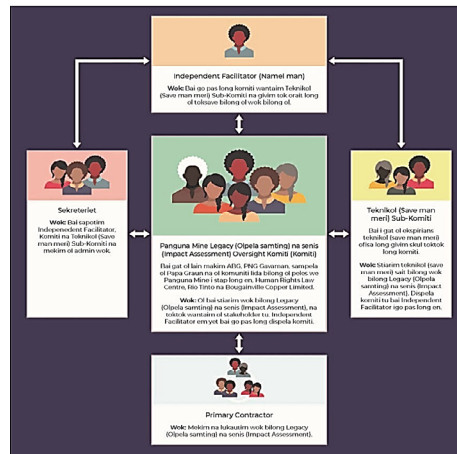 Independent Facilitator (Namel man)
Wok: Bai go pas long komiti wantaim Teknikol
(Save man meri) Sub-Komiti na givim tok orait long
ol toksave bilong ol wok bilong ol.
Sekreteriet
Wok: Bai sapotim
Indepenedent Facilitator,
Komiti na Teknikol (Save
man meri) Sub-Komiti na
mekim ol admin wok.
Panguna Mine Legacy (Olpela samting) na senis
(Impact Assessment) Oversight Komiti (Komiti)
Bai gat ol lain makim ABG, PNG Gavaman, sampela
ol Papa Graun na ol komuniti lida bilong ol peles we
Panguna Mine i stap long en, Human Rights Law
Centre, Rio Tinto na Bougainville Copper Limited.
Wok: Ol bai stiarim wok bilong Legacy
(Olpela samting) na senis (Impact Assessment), na
toktok wantaim ol stakeholder tu. Independent
Facilitator em yet bai go pas long dispela komiti.
Teknikol (Save man
meri) Sub-Komiti
Bai i gat ol ekspirians
teknikol (save man meri)
ofisa long givim skul toktok
long komiti.
Wok: Stiarim teknikol (save
man meri) sait bilong wok
bilong Legacy (Olpela
samting) na senis (Impact
Assessment). Dispela
komiti tu bai Independent
Facilitator igo pas long en.
Primary Contractor
Wok: Mekim na lukautim wok bilong Legacy
(Olpela samting) na senis (Impact Assessment).